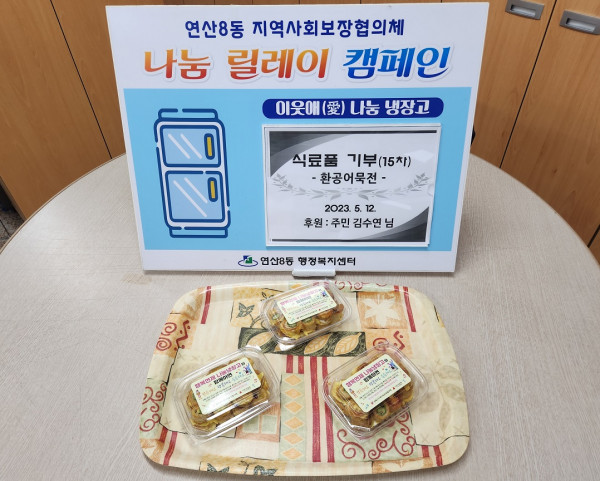 연산8동 지역사회보장협의체
나눔 릴레이 캠페인
이웃애(愛) 나눔 냉장고
식료품 기부(15차)
- 환공어묵전 -
2023. 5. 12.
후원 : 주민 김수연 님
연산8동 행정복지센터